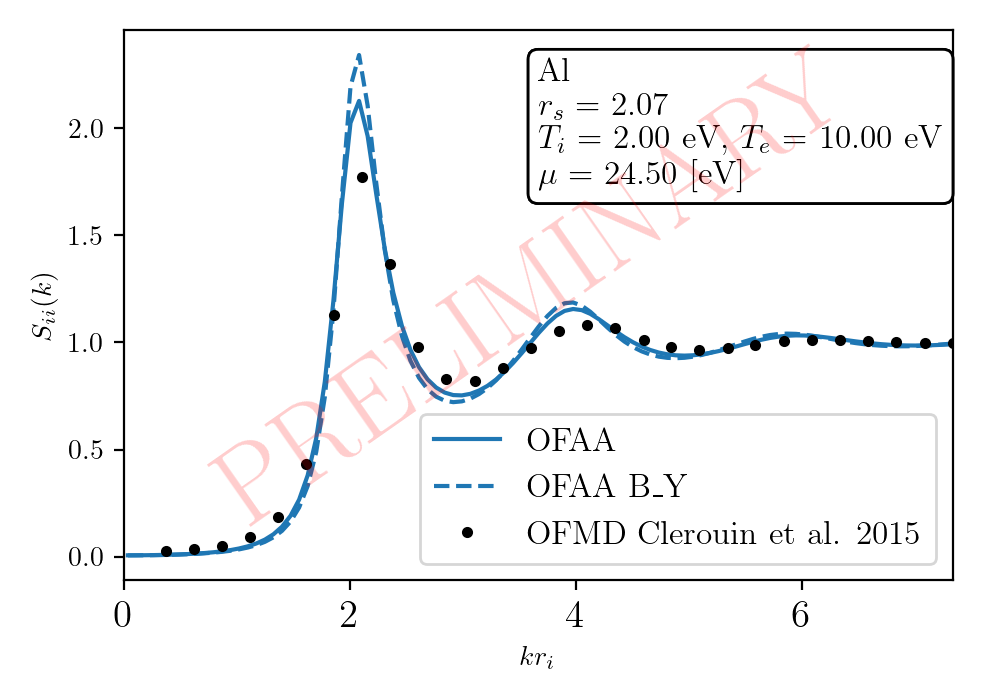 Al
r_s = 2.07
T_i = 2.00 eV, T_e = 10.00 eV
μ = 24.50 [eV]
PRELIMINARY
S_{ii}(k)
2.0
1.5
1.0
0.5
0.0
OFAA
OFAA B_Y
OFMD Clerouin et al. 2015
0 2 4 6
kr_i